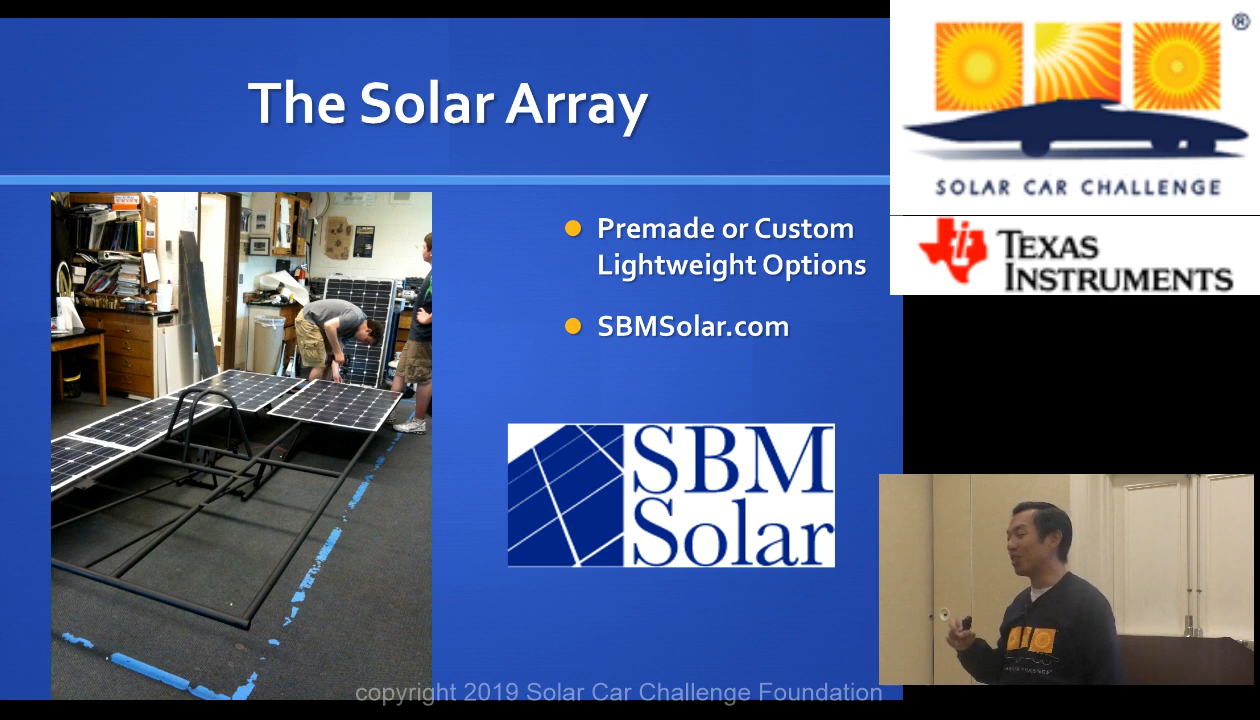 The Solar Array
Premade or Custom
Lightweight Options
SBMSolar.com
SBM
Solar
®
SOLAR CAR CHALLENGE
TEXAS
INSTRUMENTS
copyright 2019 Solar Car Challenge Foundation